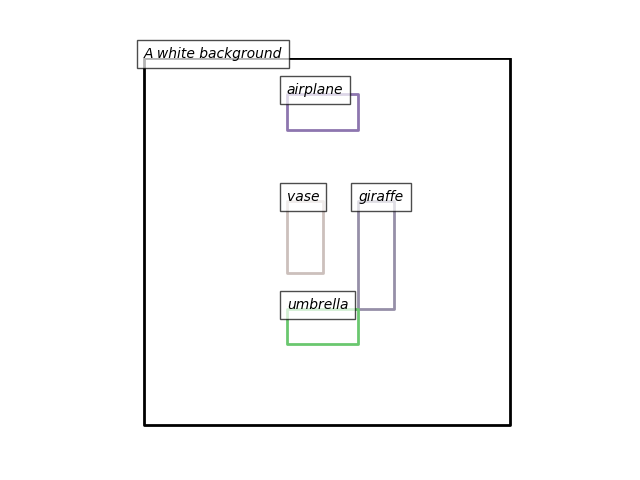 A white background
airplane
vase
giraffe
umbrella